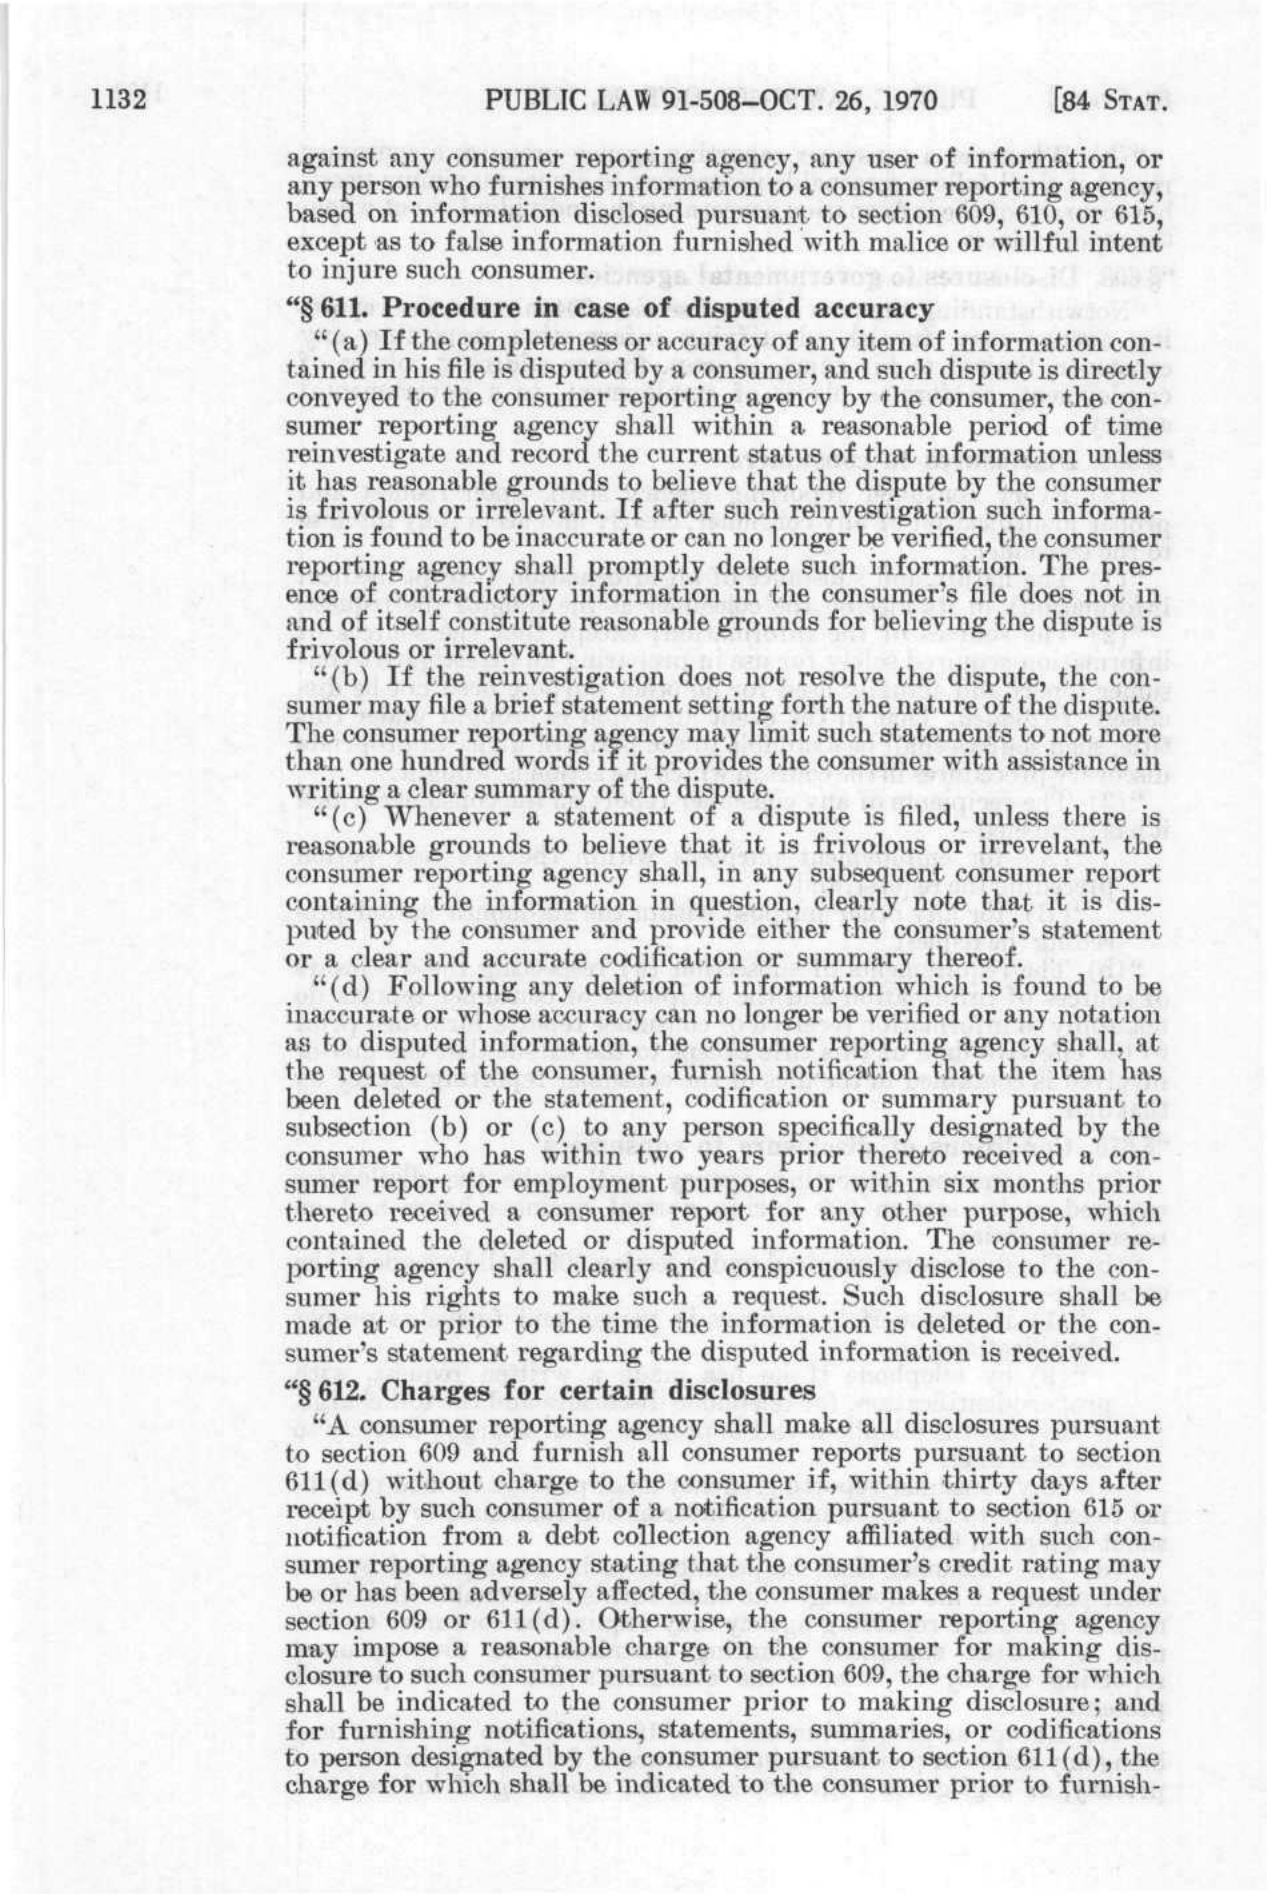 1132 PUBLIC LAW 91-508—OCT. 26, 1970 [84 STAT.
against any consumer reporting agency, any user of information, or
any person who furnishes information to a consumer reporting agency,
based on information disclosed pursuant to section 609, 610, or 615,
except as to false information furnished with malice or willful intent
to injure such consumer.
“§ 611. Procedure in case of disputed accuracy
“(a) If the completeness or accuracy of any item of information con-
tained in his file is disputed by a consumer, and such dispute is directly
conveyed to the consumer reporting agency by the consumer, the con-
sumer reporting agency shall within a reasonable period of time
reinvestigate and record the current status of that information unless
it has reasonable grounds to believe that the dispute by the consumer
is frivolous or irrelevant. If after such reinvestigation such informa-
tion is found to be inaccurate or can no longer be verified, the consumer
reporting agency shall promptly delete such information. The pres-
ence of contradictory information in the consumer’s file does not in
and of itself constitute reasonable grounds for believing the dispute is
frivolous or irrelevant.
“(b) If the reinvestigation does not resolve the dispute, the con-
sumer may file a brief statement setting forth the nature of the dispute.
The consumer reporting agency may limit such statements to not more
than one hundred words if it provides the consumer with assistance in
writing a clear summary of the dispute.
“(c) Whenever a statement of a dispute is filed, unless there is
reasonable grounds to believe that it is frivolous or irrevelant, the
consumer reporting agency shall, in any subsequent consumer report
containing the information in question, clearly note that it is dis-
puted by the consumer and provide either the consumer’s statement
or a clear and accurate codification or summary thereof.
“(d) Following any deletion of information which is found to be
inaccurate or whose accuracy can no longer be verified or any notation
as to disputed information, the consumer reporting agency shall, at
the request of the consumer, furnish notification that the item has
been deleted or the statement, codification or summary pursuant to
subsection (b) or (c) to any person specifically designated by the
consumer who has within two years prior thereto received a con-
sumer report for employment purposes, or within six months prior
thereto received a consumer report for any other purpose, which
contained the deleted or disputed information. The consumer re-
porting agency shall clearly and conspicuously disclose to the con-
sumer his rights to make such a request. Such disclosure shall be
made at or prior to the time the information is deleted or the con-
sumer’s statement regarding the disputed information is received.
“§ 612. Charges for certain disclosures
“A consumer reporting agency shall make all disclosures pursuant
to section 609 and furnish all consumer reports pursuant to section
611(d) without charge to the consumer if, within thirty days after
receipt by such consumer of a notification pursuant to section 615 or
notification from a debt collection agency affiliated with such con-
sumer reporting agency stating that the consumer’s credit rating may
be or has been adversely affected, the consumer makes a request under
section 609 or 611(d). Otherwise, the consumer reporting agency
may impose a reasonable charge on the consumer for making dis-
closure to such consumer pursuant to section 609, the charge for which
shall be indicated to the consumer prior to making disclosure; and
for furnishing notifications, statements, summaries, or codifications
to person designated by the consumer pursuant to section 611(d), the
charge for which shall be indicated to the consumer prior to furnish-